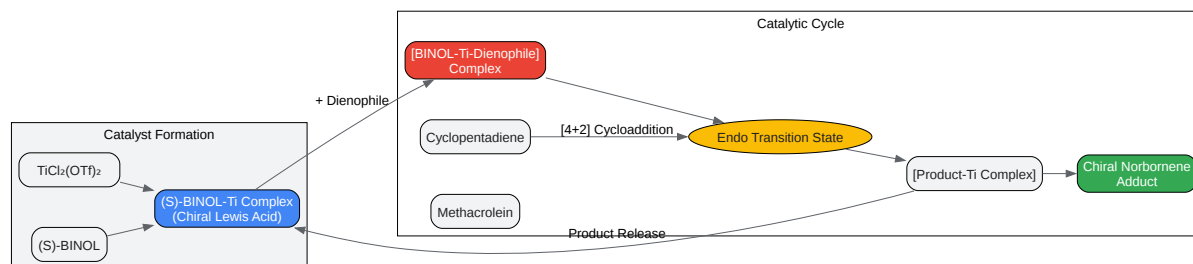 Catalytic Cycle
[BINOL-Ti-Dienophile]
Complex
+ Dienophile
Catalyst Formation
Cyclopentadiene
[4+2] Cycloaddition
Endo Transition State
TiCl₂(OTf)₂
[Product-Ti Complex]
Chiral Norbornene
Adduct
(S)-BINOL-Ti Complex
(Chiral Lewis Acid)
Methacrolein
(S)-BINOL
Product Release